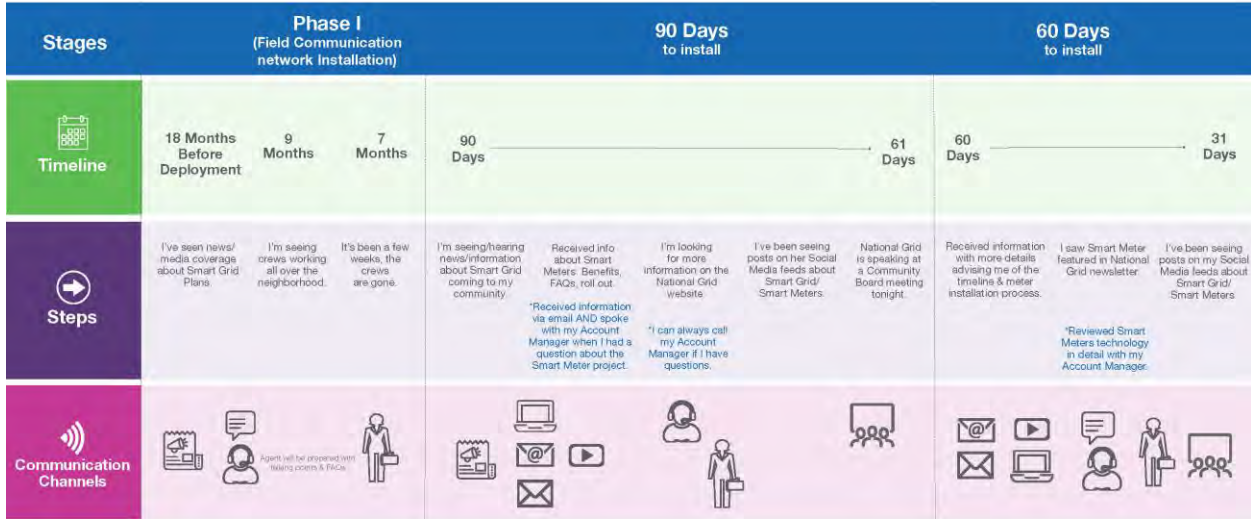 Stages
Phase I
(Field Communication
network Installation)
90 Days
to install
60 Days
to install
Timeline
18 Months
Before
Deployment
9
Months
7
Months
90
Days
61
Days
60
Days
31
Days
Steps
I've seen news/
media coverage
about Smart Grid
Plans.
I'm seeing
crews working
all over the
neighborhood.
It's been a few
weeks, the
crews
are gone.
I'm seeing/hearing
news/information
about Smart Grid
coming to my
community.
Received info
about Smart
Meters: Benefits,
FAQs, roll out.
*Received information
via email AND spoke
with my Account
Manager when I had a
question about the
Smart Meter project.
I'm looking
for more
information on the
National Grid
website
*I can always call
my Account
Manager if I have
questions.
I've been seeing
posts on her Social
Media feeds about
Smart Grid/
Smart Meters.
National Grid
is speaking at
a Community
Board meeting
tonight.
Received information
with more details
advising me of the
timeline & meter
installation process.
I saw Smart Meter
featured in National
Grid newsletter
*Reviewed Smart
Meters technology
in detail with my
Account Manager.
I've been seeing
posts on my Social
Media feeds about
Smart Grid/
Smart Meters
Communication
Channels
Agent will be prepared with
talking points & FAQs